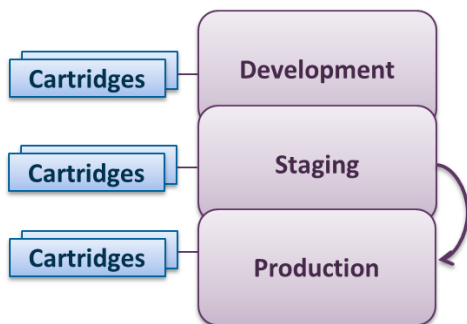 Cartridges
Development
Cartridges
Staging
Cartridges
Production